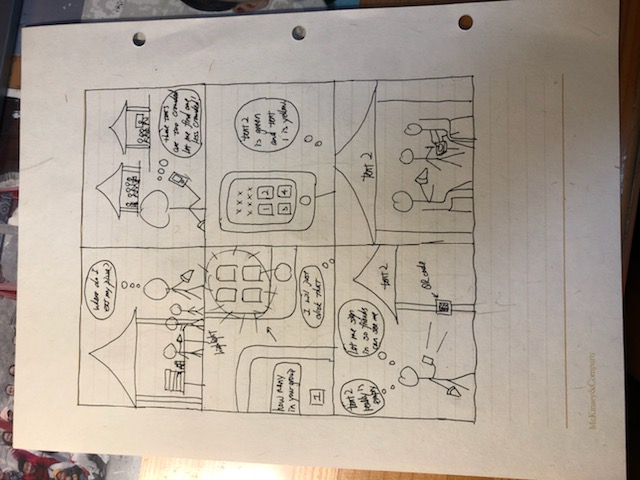 where do I
eat my pizza?
these tents
are too crowded
let me find one
less crowded!
highlight
how many
in your group
1
I will just
click that
x x x x
x x x x
1 2
3 4
tent 2
is green
and tent
1 is yellow
tent 2
really is
empty
let me sign
in so friends
can see me
tent 2
QR code
tent 2
McKinsey&Company